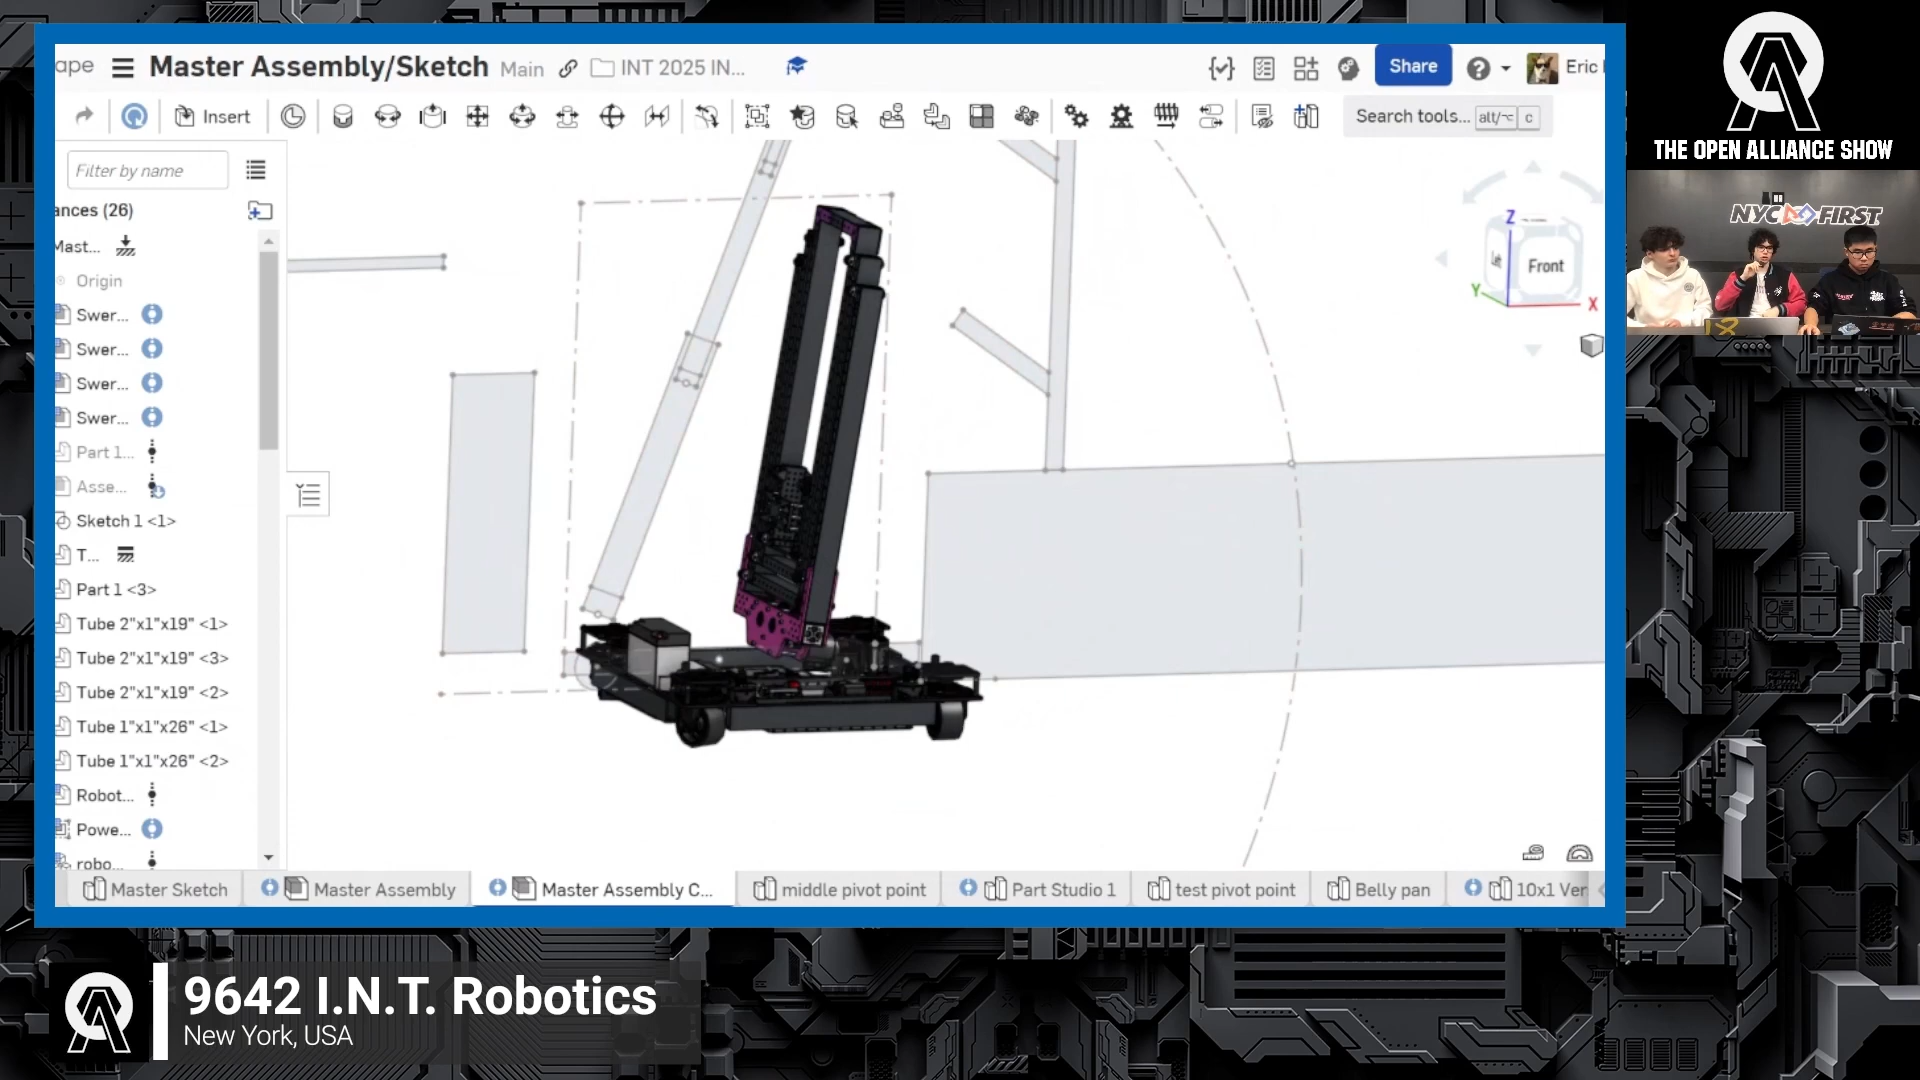 ape Master Assembly/Sketch Main INT 2025 IN... Share Eric
Insert Search tools... alt/⌥ c
Filter by name
ances (26)
Mast...
Origin
Swer...
Swer...
Swer...
Swer...
Part 1...
Asse...
Sketch 1 <1>
T...
Part 1 <3>
Tube 2"x1"x19" <1>
Tube 2"x1"x19" <3>
Tube 2"x1"x19" <2>
Tube 1"x1"x26" <1>
Tube 1"x1"x26" <2>
Robot...
Powe...
robo...
Z
Front
Y
X
Master Sketch Master Assembly Master Assembly C... middle pivot point Part Studio 1 test pivot point Belly pan 10x1 Ver
THE OPEN ALLIANCE SHOW
NYC FIRST
9642 I.N.T. Robotics
New York, USA